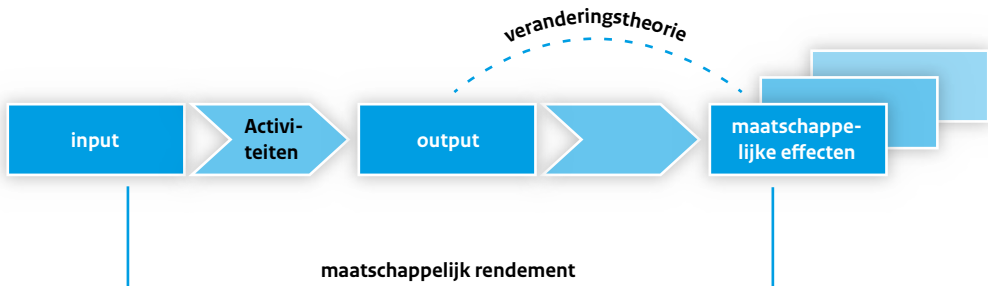 veranderingstheorie
input
Activi-
teiten
output
maatschappe-
lijke effecten
maatschappelijk rendement